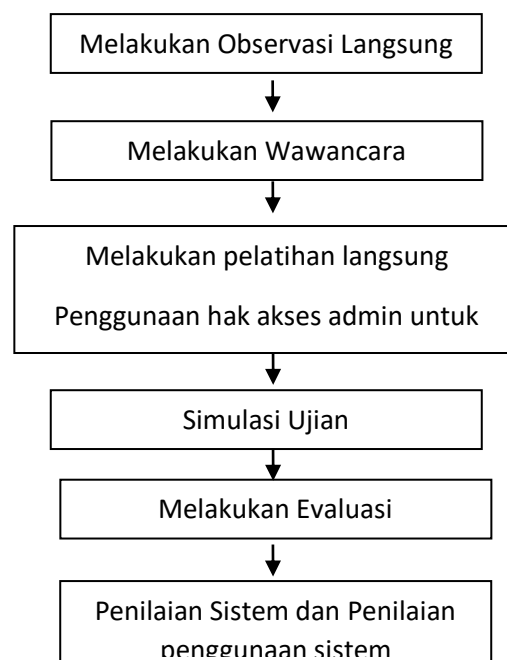 Melakukan Observasi Langsung
Melakukan Wawancara
Melakukan pelatihan langsung
Penggunaan hak akses admin untuk
Simulasi Ujian
Melakukan Evaluasi
Penilaian Sistem dan Penilaian
penggunaan sistem